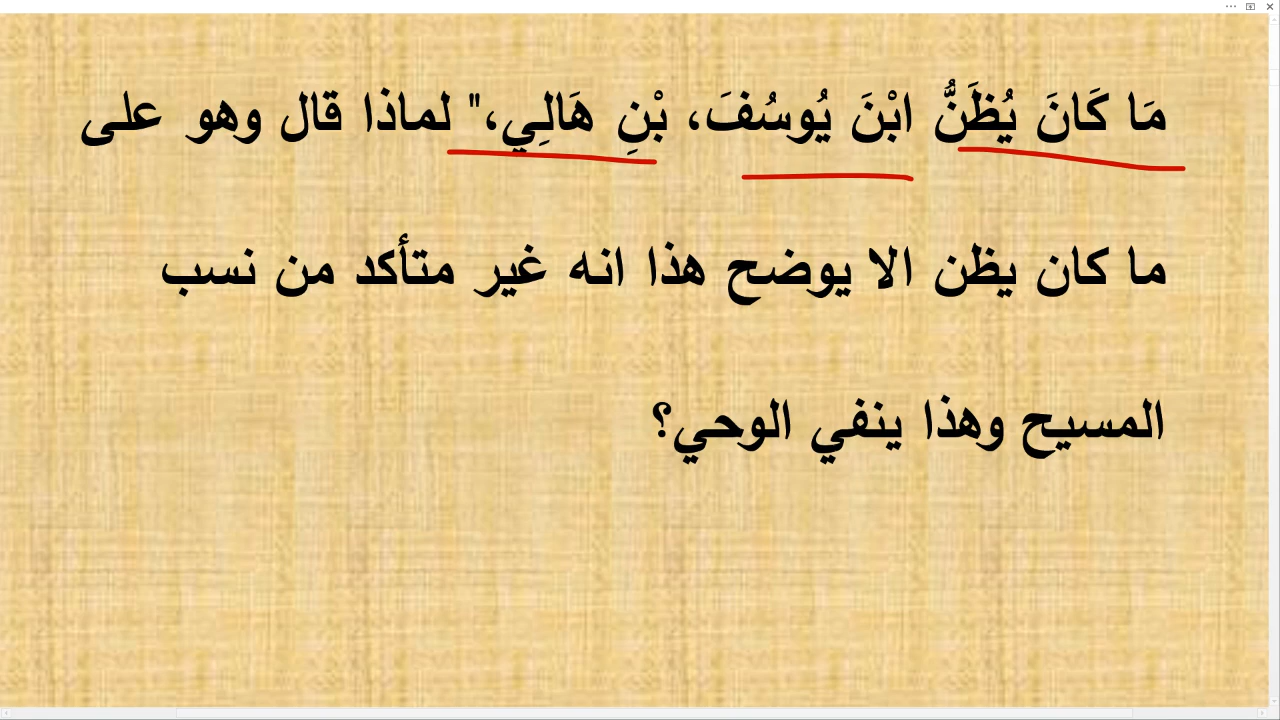 مَا كَانَ يُظَنُّ ابْنَ يُوسُفَ، بْنِ هَالِي،" لماذا قال وهو على
ما كان يظن الا يوضح هذا انه غير متأكد من نسب
المسيح وهذا ينفي الوحي؟